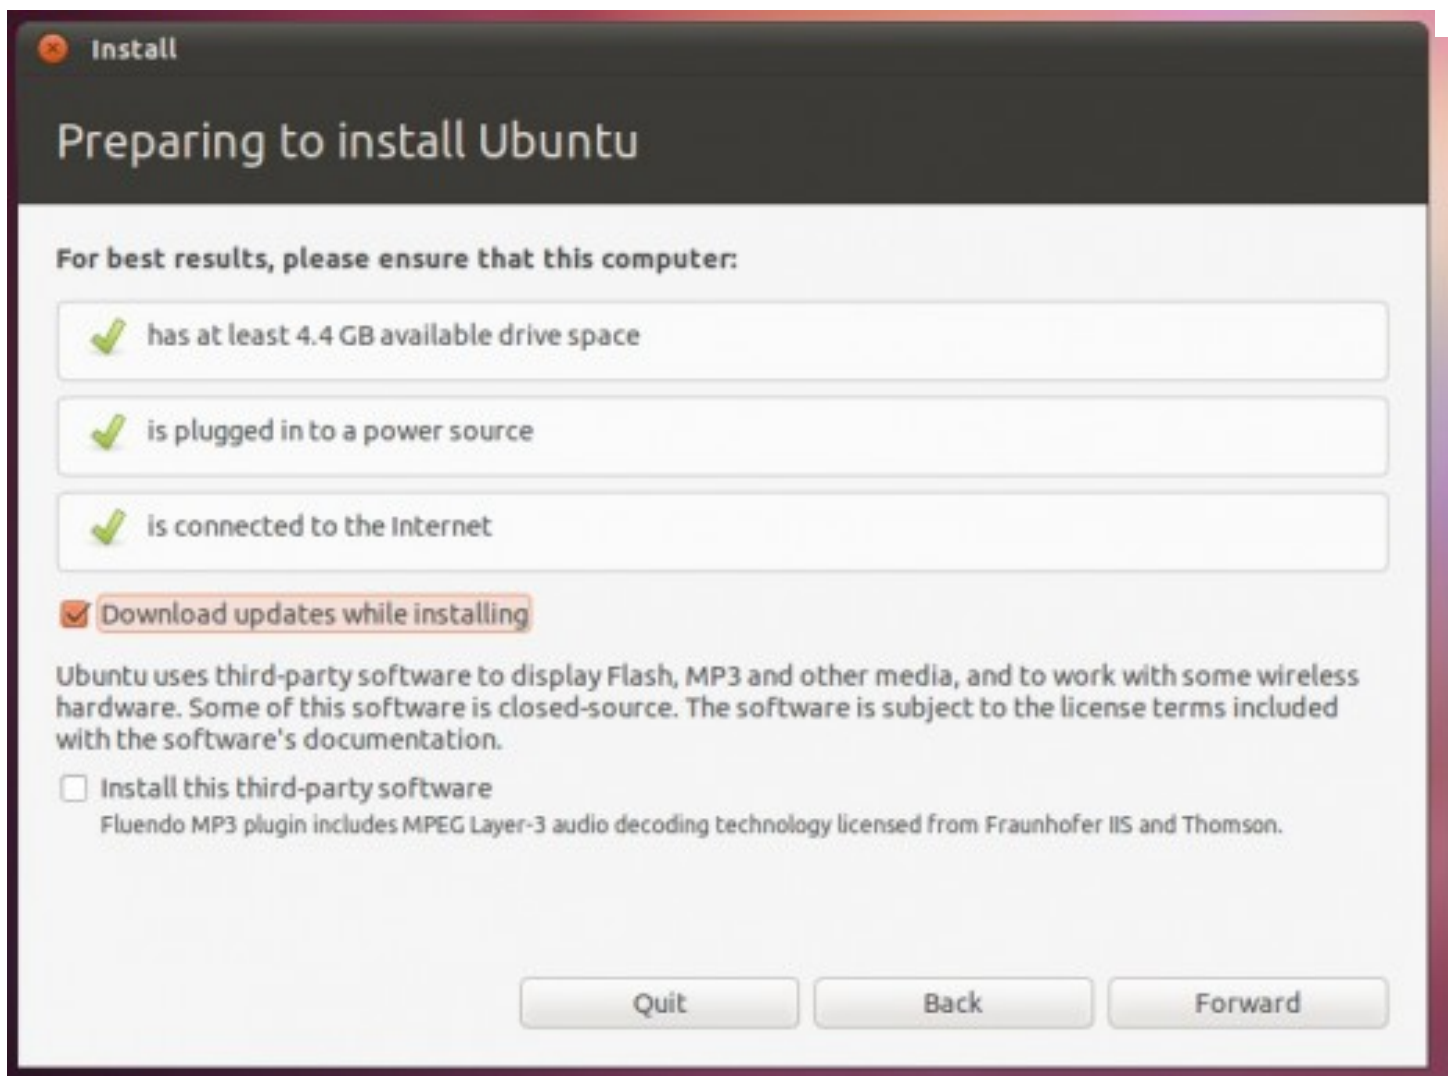 Install
Preparing to install Ubuntu
For best results, please ensure that this computer:
has at least 4.4 GB available drive space
is plugged in to a power source
is connected to the Internet
Download updates while installing
Ubuntu uses third-party software to display Flash, MP3 and other media, and to work with some wireless
hardware. Some of this software is closed-source. The software is subject to the license terms included
with the software's documentation.
Install this third-party software
Fluendo MP3 plugin includes MPEG Layer-3 audio decoding technology licensed from Fraunhofer IIS and Thomson.
Quit Back Forward